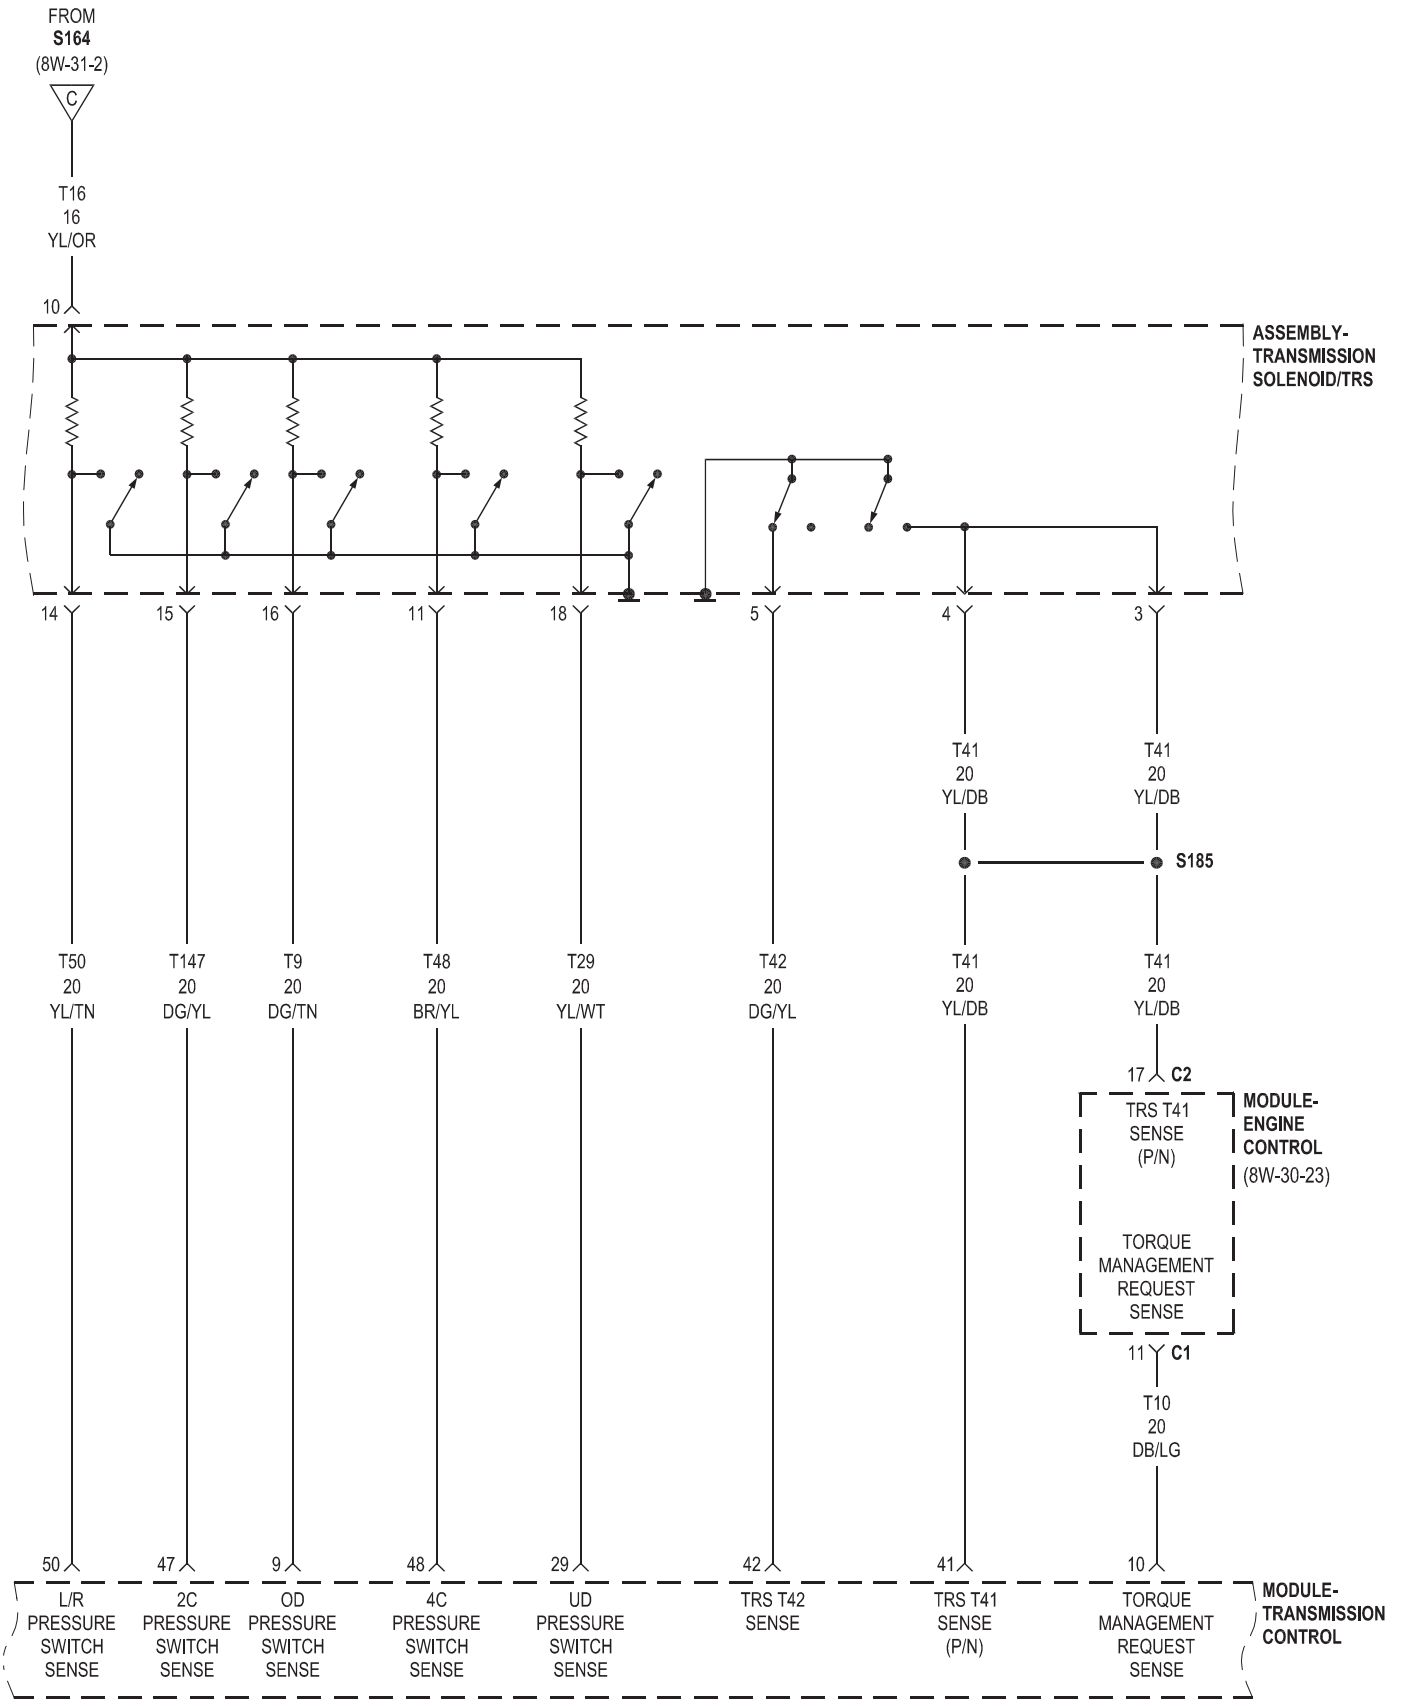 FROM
S164
(8W-31-2)
C
T16
16
YL/OR
10
ASSEMBLY-
TRANSMISSION
SOLENOID/TRS
14
15
16
11
18
5
4
3
T41
20
YL/DB
T41
20
YL/DB
S185
T50
20
YL/TN
T147
20
DG/YL
T9
20
DG/TN
T48
20
BR/YL
T29
20
YL/WT
T42
20
DG/YL
T41
20
YL/DB
T41
20
YL/DB
17
C2
TRS T41
SENSE
(P/N)
TORQUE
MANAGEMENT
REQUEST
SENSE
MODULE-
ENGINE
CONTROL
(8W-30-23)
11
C1
T10
20
DB/LG
50
47
9
48
29
42
41
10
L/R
PRESSURE
SWITCH
SENSE
2C
PRESSURE
SWITCH
SENSE
OD
PRESSURE
SWITCH
SENSE
4C
PRESSURE
SWITCH
SENSE
UD
PRESSURE
SWITCH
SENSE
TRS T42
SENSE
TRS T41
SENSE
(P/N)
TORQUE
MANAGEMENT
REQUEST
SENSE
MODULE-
TRANSMISSION
CONTROL